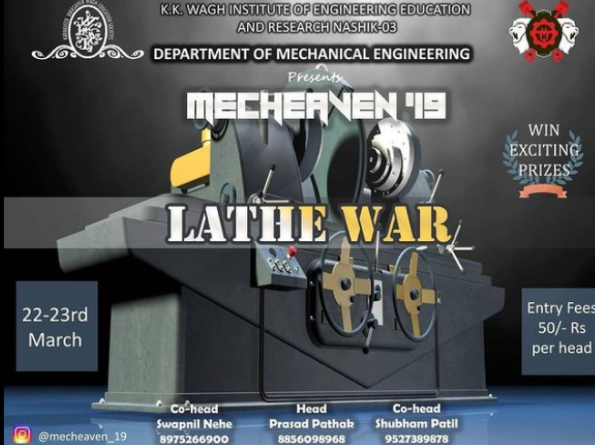 K.K. WAGH INSTITUTE OF ENGINEERING EDUCATION
AND RESEARCH NASHIK-03
DEPARTMENT OF MECHANICAL ENGINEERING
Presents
MECHEAVEN '19
WIN
EXCITING
PRIZES
LATHE WAR
22-23rd
March
Entry Fees
50/- Rs
per head
Co-head
Swapnil Nehe
8975266900
Head
Prasad Pathak
8856098968
Co-head
Shubham Patil
9527389878
@mecheaven_19